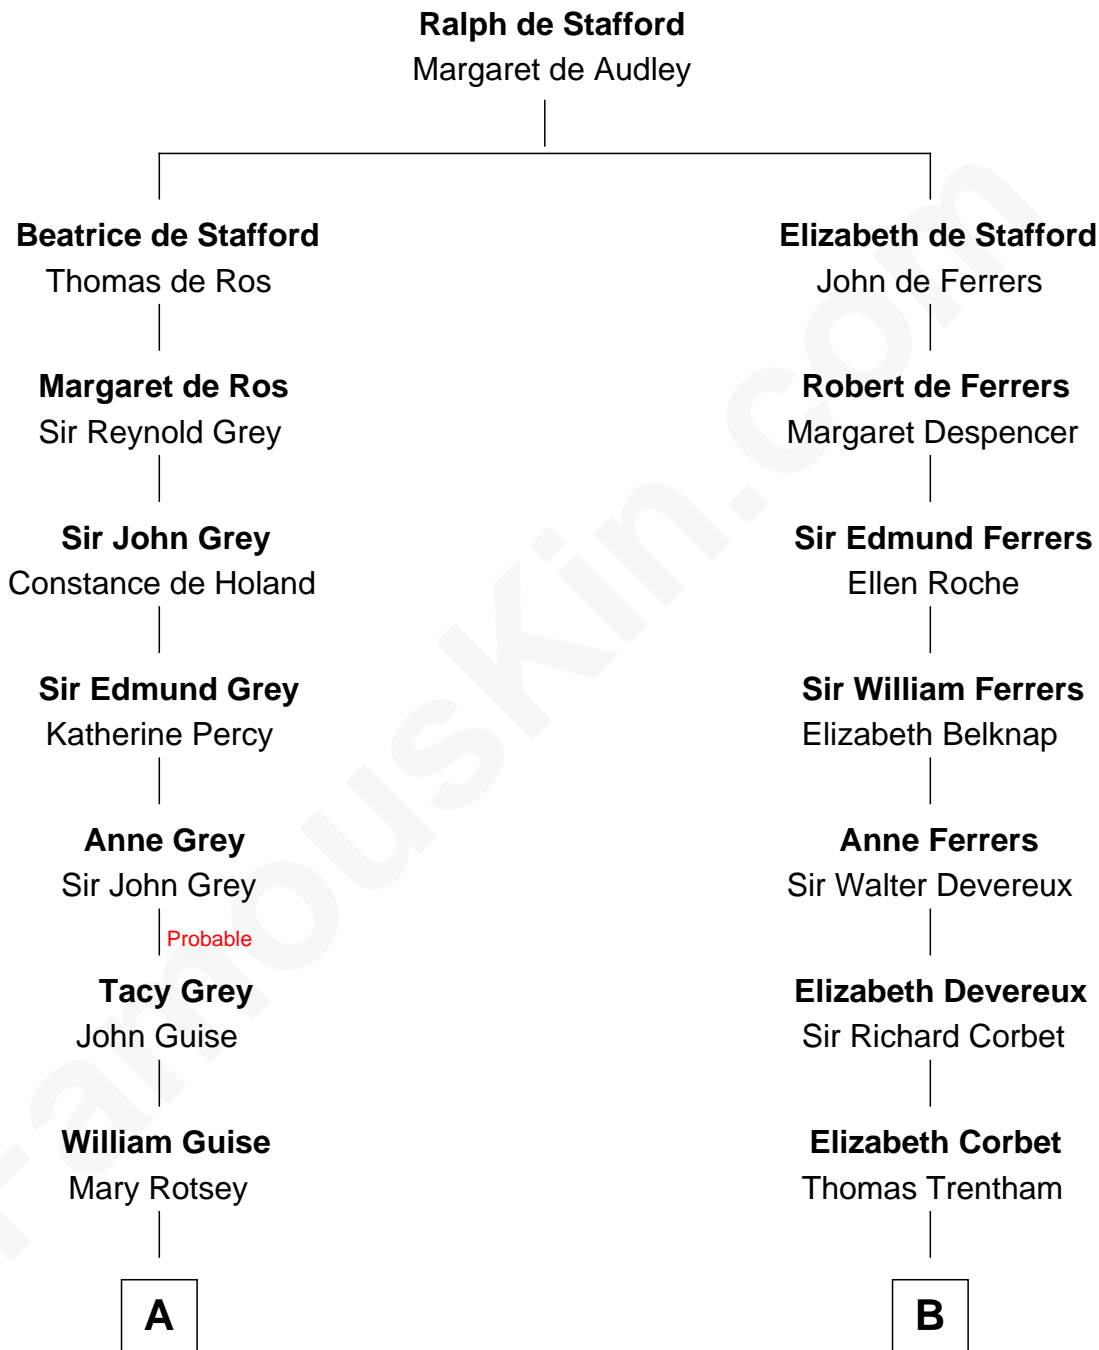 Ralph de Stafford
Margaret de Audley
Beatrice de Stafford
Thomas de Ros
Margaret de Ros
Sir Reynold Grey
Sir John Grey
Constance de Holand
Sir Edmund Grey
Katherine Percy
Anne Grey
Sir John Grey
Probable
Tacy Grey
John Guise
William Guise
Mary Rotsey
A
Elizabeth de Stafford
John de Ferrers
Robert de Ferrers
Margaret Despencer
Sir Edmund Ferrers
Ellen Roche
Sir William Ferrers
Elizabeth Belknap
Anne Ferrers
Sir Walter Devereux
Elizabeth Devereux
Sir Richard Corbet
Elizabeth Corbet
Thomas Trentham
B
FamousKin.com